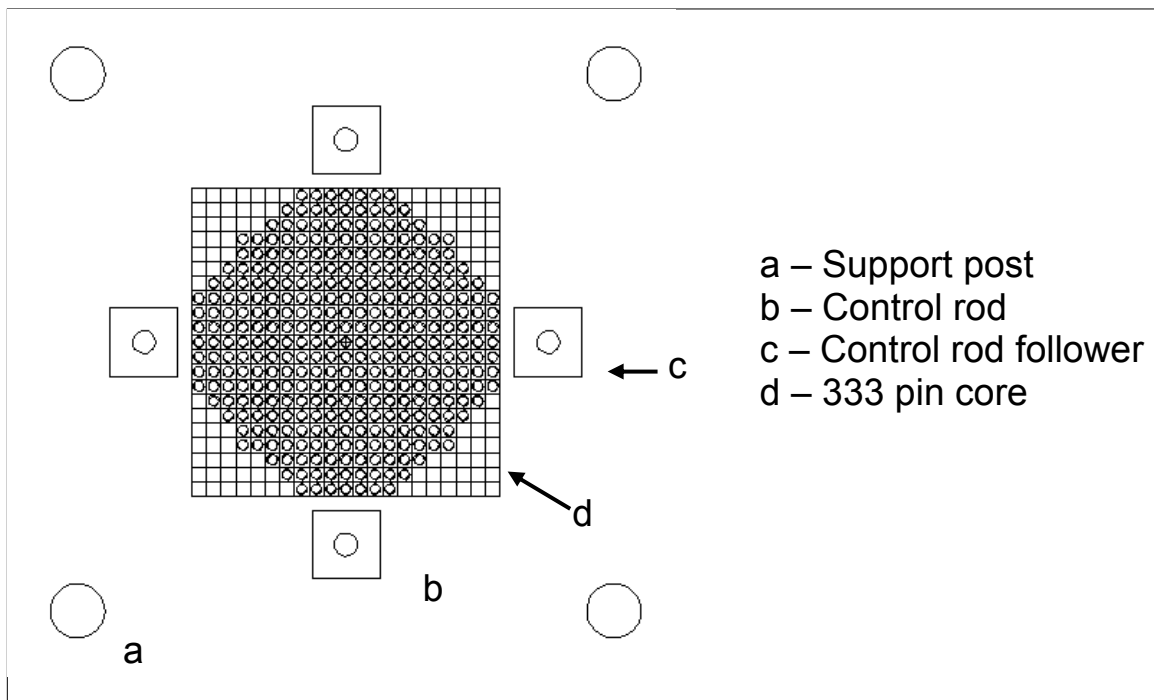 a – Support post
b – Control rod
c – Control rod follower
d – 333 pin core
c
d
b
a